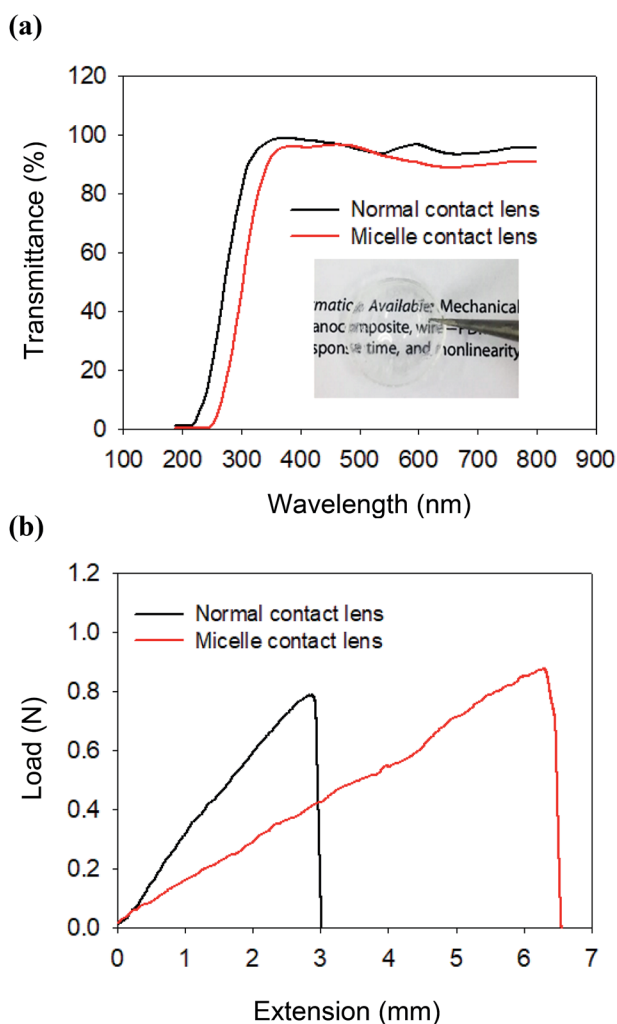 (a)
120
100
80
60
40
20
0
Transmittance (%)
Normal contact lens
Micelle contact lens
Available: Mechanical
time, and nonlinearity
100 200 300 400 500 600 700 800 900
Wavelength (nm)
(b)
1.2
1.0
0.8
0.6
0.4
0.2
0.0
Load (N)
Normal contact lens
Micelle contact lens
0 1 2 3 4 5 6 7
Extension (mm)